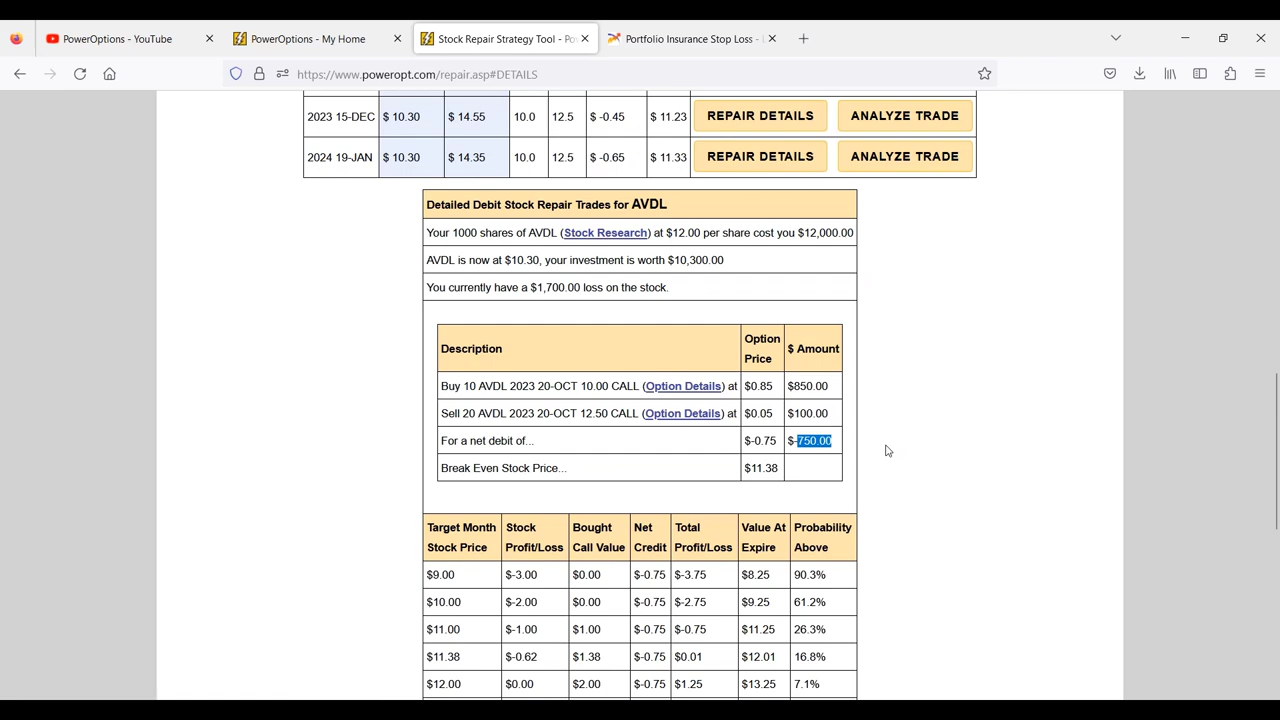 PowerOptions - YouTube
PowerOptions - My Home
Stock Repair Strategy Tool - Po
Portfolio Insurance Stop Loss -
https://www.poweropt.com/repair.asp#DETAILS
2023 15-DEC $ 10.30 $ 14.55 10.0 12.5 $ -0.45 $ 11.23 REPAIR DETAILS ANALYZE TRADE
2024 19-JAN $ 10.30 $ 14.35 10.0 12.5 $ -0.65 $ 11.33 REPAIR DETAILS ANALYZE TRADE
Detailed Debit Stock Repair Trades for AVDL
Your 1000 shares of AVDL (Stock Research) at $12.00 per share cost you $12,000.00
AVDL is now at $10.30, your investment is worth $10,300.00
You currently have a $1,700.00 loss on the stock.
Description Option Price $ Amount
Buy 10 AVDL 2023 20-OCT 10.00 CALL (Option Details) at $0.85 $850.00
Sell 20 AVDL 2023 20-OCT 12.50 CALL (Option Details) at $0.05 $100.00
For a net debit of... $-0.75 $-750.00
Break Even Stock Price... $11.38
Target Month Stock Bought Net Total Value At Probability
Stock Price Profit/Loss Call Value Credit Profit/Loss Expire Above
$9.00 $-3.00 $0.00 $-0.75 $-3.75 $8.25 90.3%
$10.00 $-2.00 $0.00 $-0.75 $-2.75 $9.25 61.2%
$11.00 $-1.00 $1.00 $-0.75 $-0.75 $11.25 26.3%
$11.38 $-0.62 $1.38 $-0.75 $0.01 $12.01 16.8%
$12.00 $0.00 $2.00 $-0.75 $1.25 $13.25 7.1%